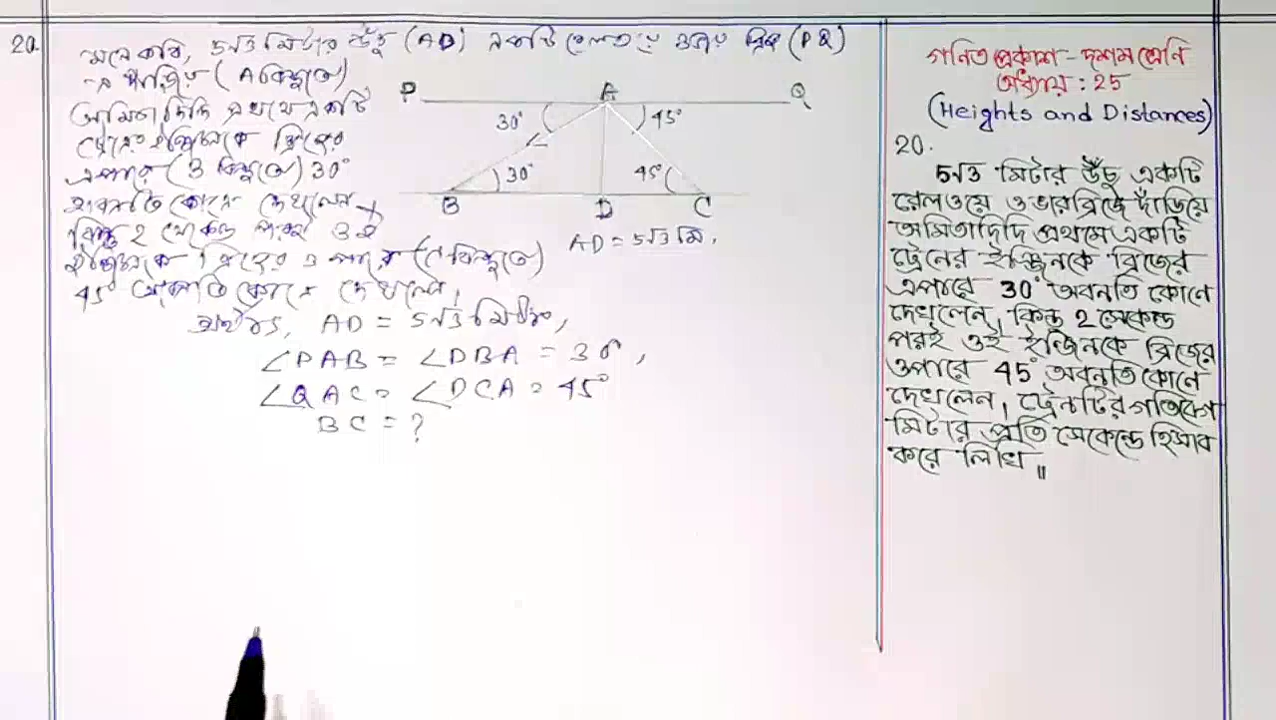 20.
মনে করি, 5√3 মিটার উঁচু (AD) একটি রেলওয়ে ওভার ব্রিজ (PQ)
-এ দাঁড়িয়ে (A বিন্দুতে)
অমিতাদিদি প্রথমে একটি
ট্রেনের ইঞ্জিনকে ব্রিজের
এপারে (B বিন্দুতে) 30°
অবনতি কোণে দেখলেন
কিন্তু 2 সেকেন্ড পরই ওই
ইঞ্জিনকে ব্রিজের ওপারে (C বিন্দুতে)
45° অবনতি কোণে দেখলেন,
P A Q
30° 45°
30° 45°
B D C
AD = 5√3 মি.
AD = 5√3 মিটার,
∠PAB = ∠DBA = 30°,
∠QAC = ∠DCA = 45°
BC = ?
গণিত প্রকাশ - দশম শ্রেণি
অধ্যায় : 25
(Heights and Distances)
20.
5√3 মিটার উঁচু একটি
রেলওয়ে ওভারব্রিজে দাঁড়িয়ে
অমিতাদিদি প্রথমে একটি
ট্রেনের ইঞ্জিনকে ব্রিজের
এপারে 30° অবনতি কোণে
দেখলেন, কিন্তু 2 সেকেন্ড
পরই ওই ইঞ্জিনকে ব্রিজের
ওপারে 45° অবনতি কোণে
দেখলেন, ট্রেনটির গতিবেগ
মিটার প্রতি সেকেন্ডে হিসাব
করে লিখি॥